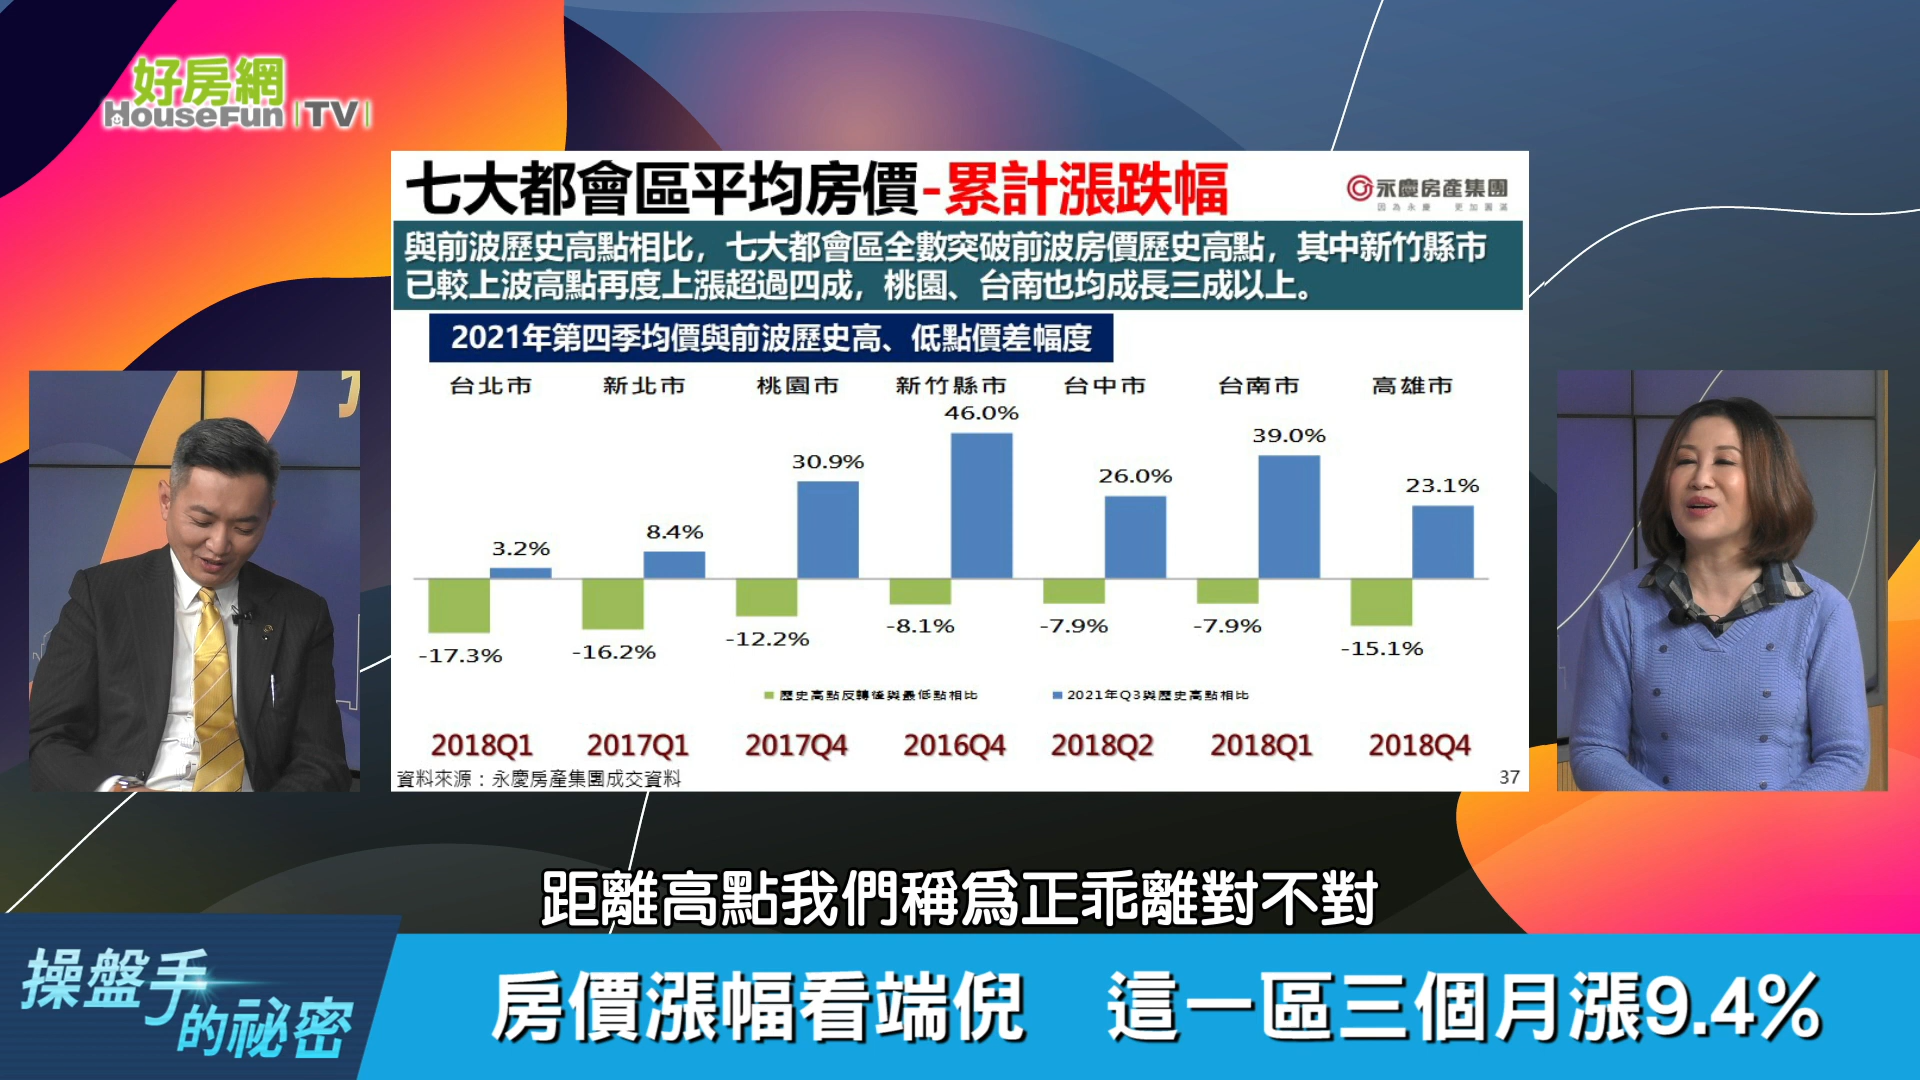 好房網
HouseFun TV
七大都會區平均房價-累計漲跌幅
永慶房產集團
因為永慶 更加圓滿
與前波歷史高點相比，七大都會區全數突破前波房價歷史高點，其中新竹縣市
已較上波高點再度上漲超過四成，桃園、台南也均成長三成以上。
2021年第四季均價與前波歷史高、低點價差幅度
台北市 新北市 桃園市 新竹縣市 台中市 台南市 高雄市
3.2% 8.4% 30.9% 46.0% 26.0% 39.0% 23.1%
-17.3% -16.2% -12.2% -8.1% -7.9% -7.9% -15.1%
歷史高點反轉後與最低點相比 2021年Q3與歷史高點相比
2018Q1 2017Q1 2017Q4 2016Q4 2018Q2 2018Q1 2018Q4
資料來源：永慶房產集團成交資料
37
距離高點我們稱為正乖離對不對
操盤手
的祕密
房價漲幅看端倪 這一區三個月漲9.4%